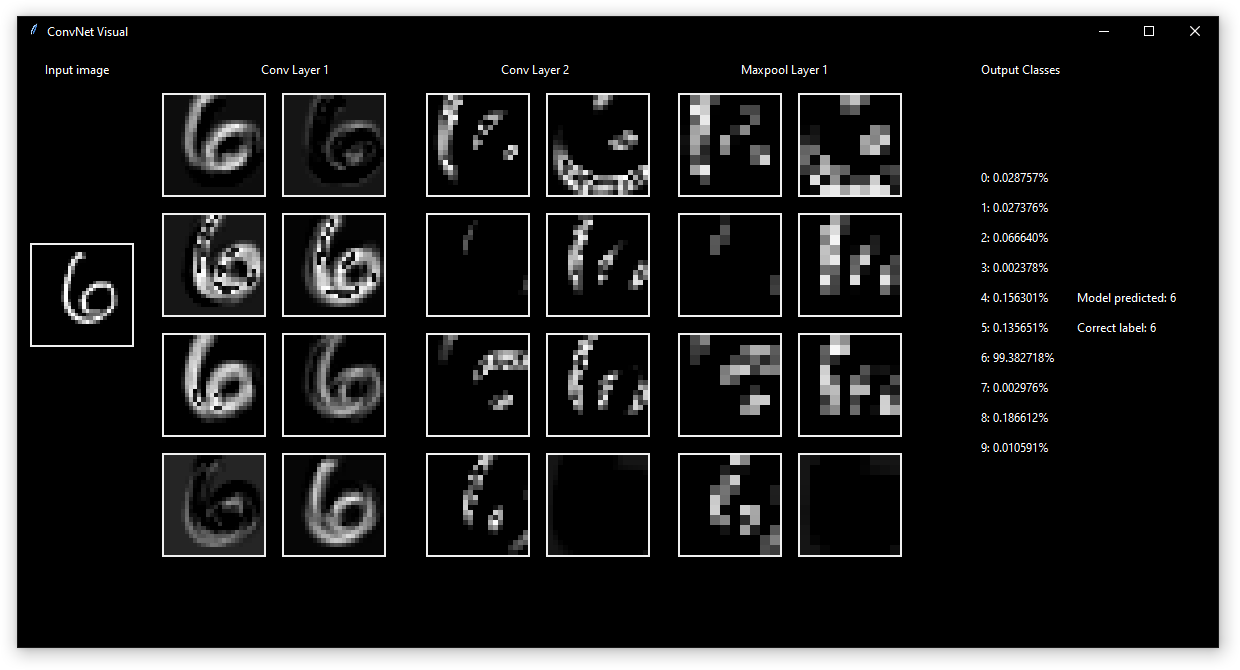 ConvNet Visual
Input image
Conv Layer 1
Conv Layer 2
Maxpool Layer 1
Output Classes
6
0: 0.028757%
1: 0.027376%
2: 0.066640%
3: 0.002378%
4: 0.156301%
Model predicted: 6
5: 0.135651%
Correct label: 6
6: 99.382718%
7: 0.002976%
8: 0.186612%
9: 0.010591%